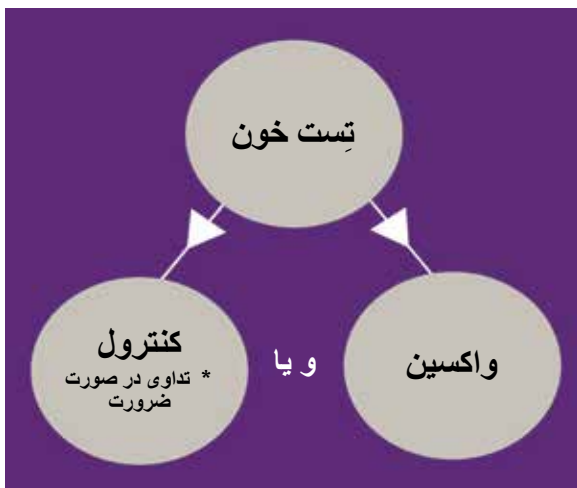 تِست خون
واکسین
و یا
کنترول
* تداوی در صورت
ضرورت